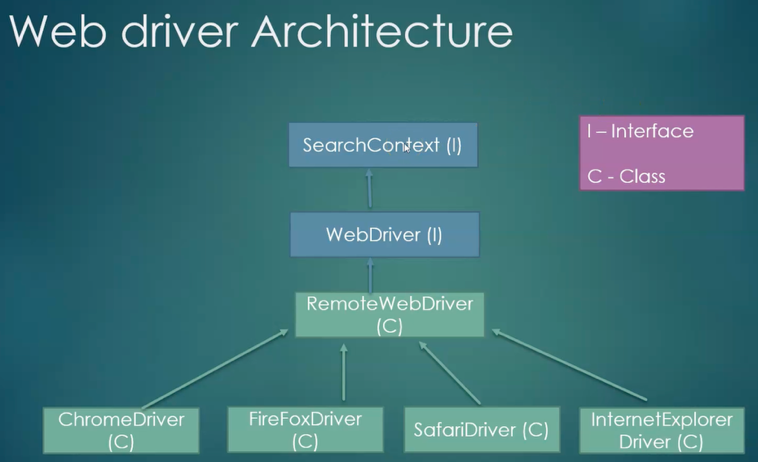 Web driver Architecture
SearchContext (I)
I – Interface
C - Class
WebDriver (I)
RemoteWebDriver
(C)
ChromeDriver
(C)
FireFoxDriver
(C)
SafariDriver (C)
InternetExplorer
Driver (C)